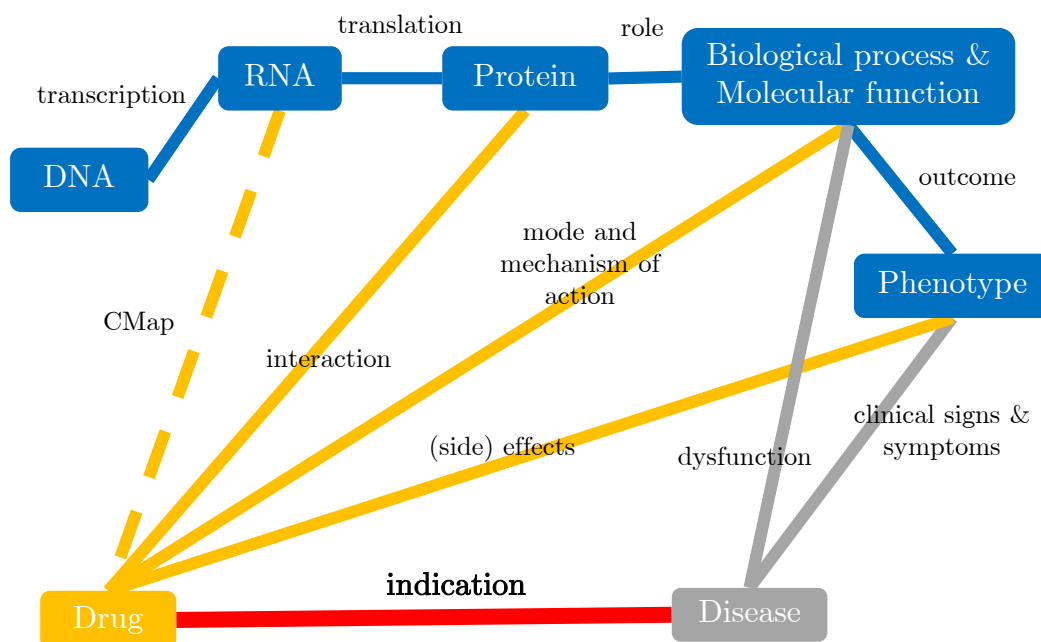 translation
role
RNA
Protein
Biological process &
Molecular function
transcription
DNA
outcome
mode and
mechanism of
action
Phenotype
CMap
interaction
(side) effects
clinical signs &
symptoms
dysfunction
indication
Drug
Disease